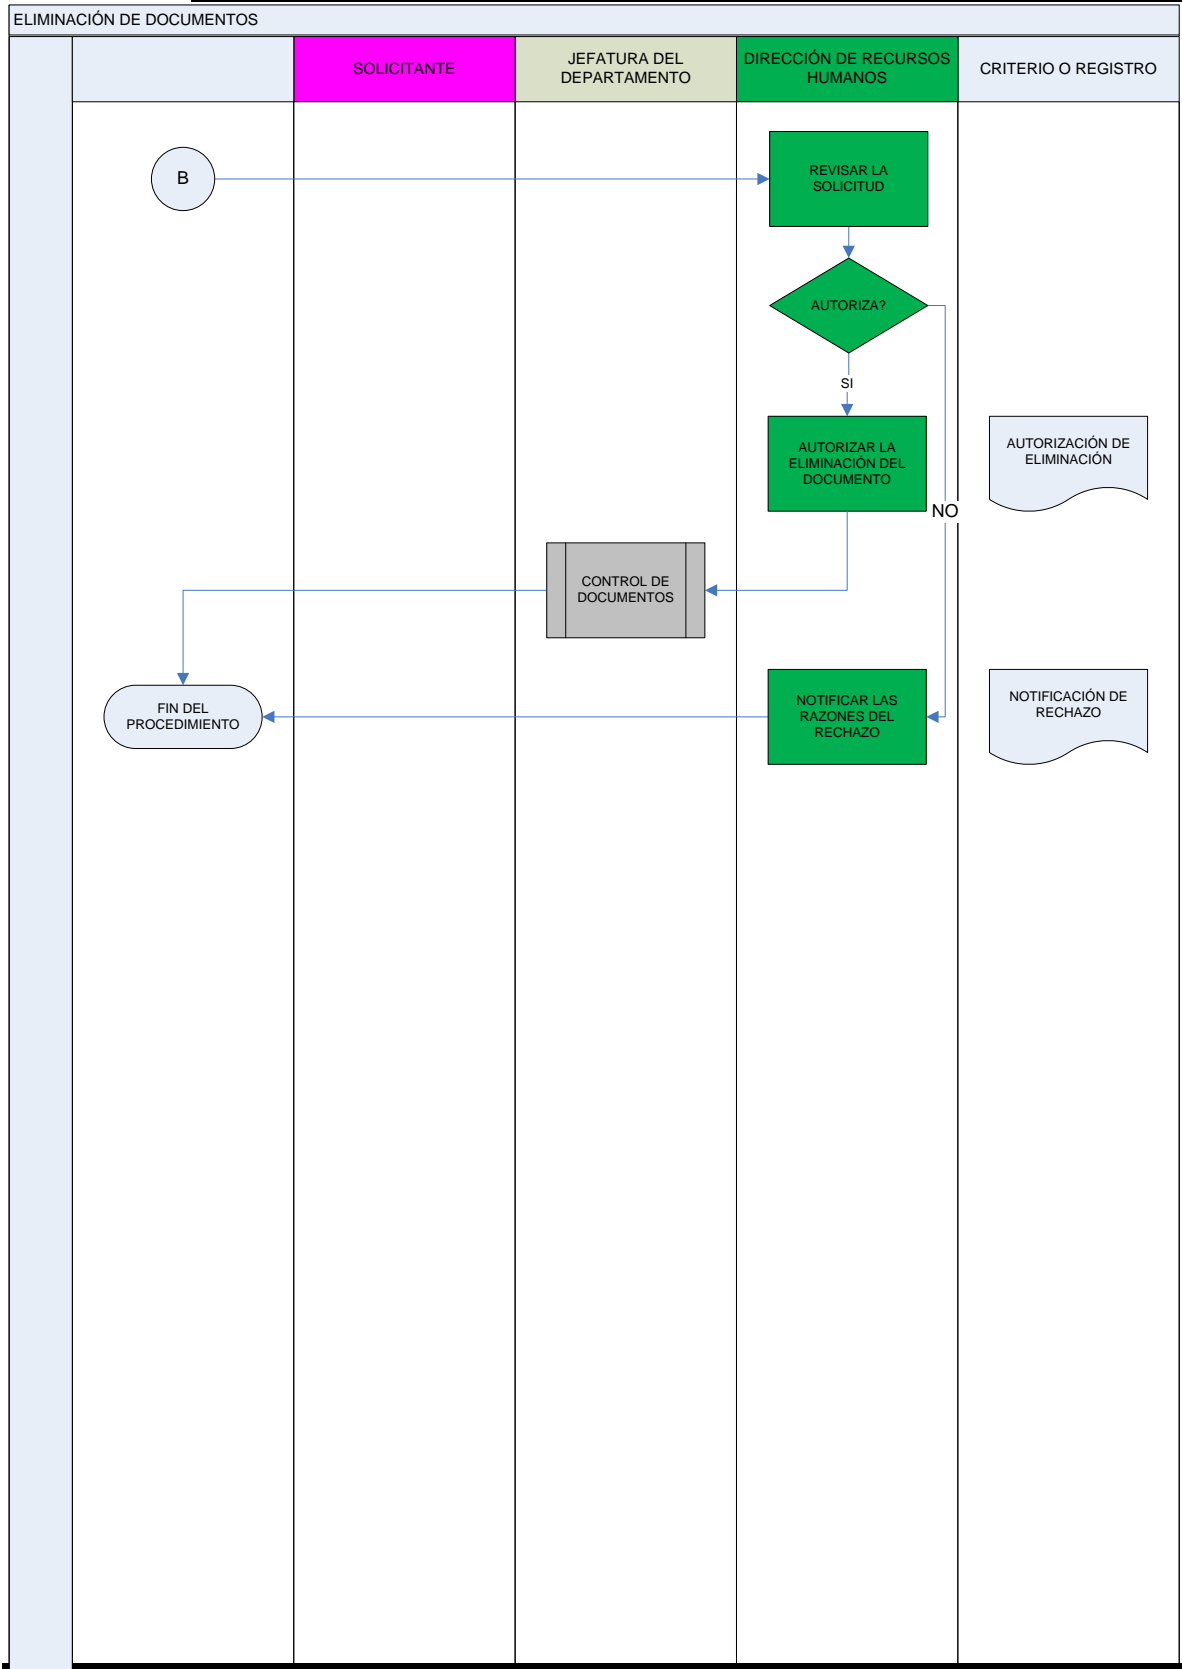 ELIMINACIÓN DE DOCUMENTOS
SOLICITANTE
JEFATURA DEL
DEPARTAMENTO
DIRECCIÓN DE RECURSOS
HUMANOS
CRITERIO O REGISTRO
B
REVISAR LA
SOLICITUD
AUTORIZA?
SI
AUTORIZAR LA
ELIMINACIÓN DEL
DOCUMENTO
AUTORIZACIÓN DE
ELIMINACIÓN
NO
CONTROL DE
DOCUMENTOS
FIN DEL
PROCEDIMIENTO
NOTIFICAR LAS
RAZONES DEL
RECHAZO
NOTIFICACIÓN DE
RECHAZO